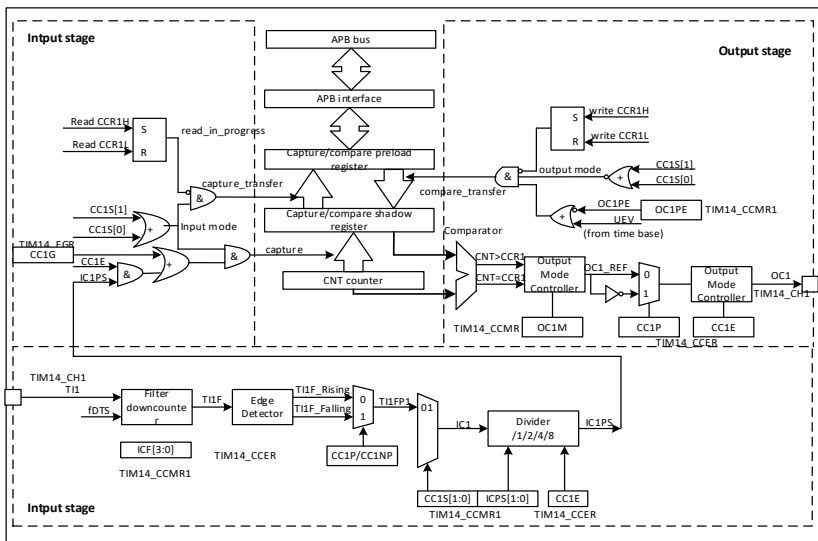 Intput stage
APB bus
Output stage
APB interface
Read CCR1H
Read CCR1L
S
R
read_in_progress
S
R
write CCR1H
write CCR1L
Capture/compare preload
register
&
capture_transfer
&
output mode
compare_transfer
+
CC1S[1]
CC1S[0]
CC1S[1]
CC1S[0]
+
Input mode
Capture/compare shadow
register
+
OC1PE
UEV
(from time base)
OC1PE
TIM14_CCMR1
TIM14_EGR
CC1G
CC1E
IC1PS
&
+
&
capture
CNT counter
Comparator
CNT>CCR1
CNT=CCR1
Output
Mode
Controller
OC1_REF
0
1
Output
Mode
Controller
OC1
TIM14_CH1
TIM14_CCMR
OC1M
CC1P
TIM14_CCER
CC1E
TIM14_CH1
TI1
fDTS
Filter
downcounte
r
TI1F
Edge
Detector
TI1F_Rising
TI1F_Falling
0
1
TI1FP1
01
IC1
Divider
/1/2/4/8
IC1PS
ICF[3:0]
TIM14_CCMR1
TIM14_CCER
CC1P/CC1NP
CC1S[1:0]
ICPS[1:0]
CC1E
TIM14_CCMR1
TIM14_CCER
Intput stage